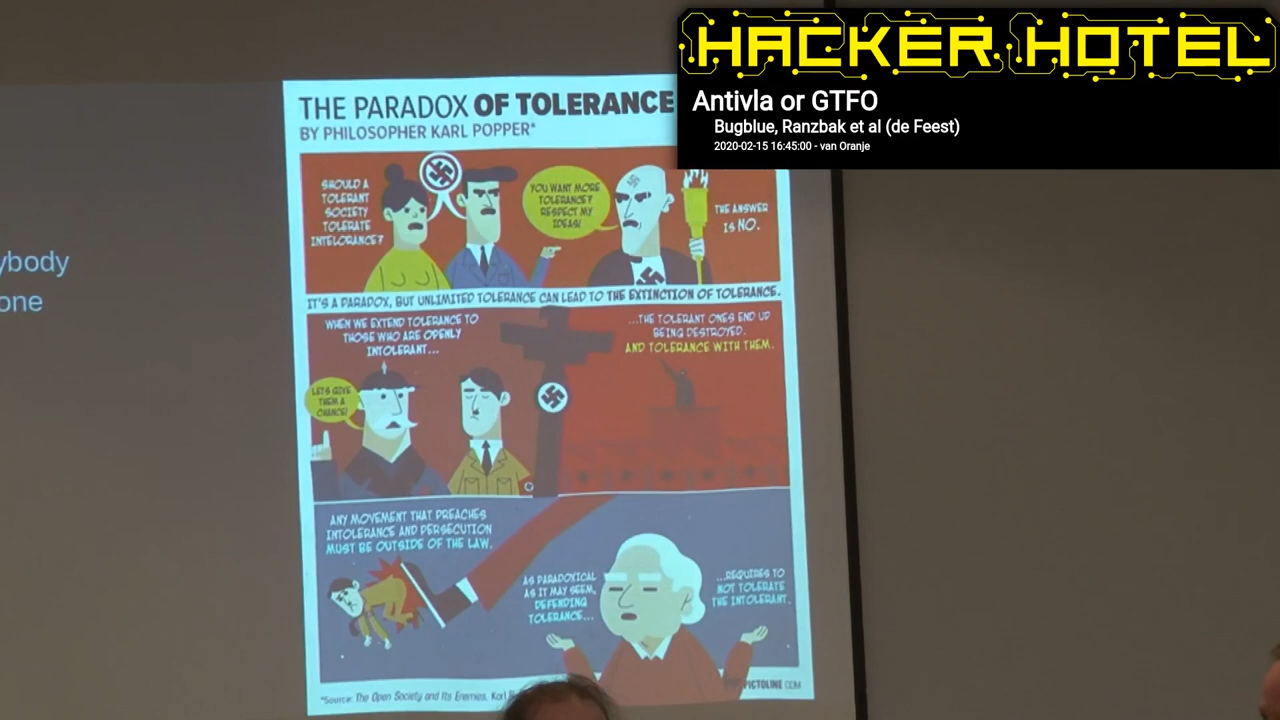 HACKER HOTEL
Antivla or GTFO
Bugblue, Ranzbak et al (de Feest)
2020-02-15 16:45:00 - van Oranje
ybody
one
THE PARADOX OF TOLERANCE
BY PHILOSOPHER KARL POPPER*
SHOULD A
TOLERANT
SOCIETY
TOLERATE
INTELORANCE?
YOU WANT MORE
TOLERANCE?
RESPECT MY
IDEAS!
THE ANSWER
IS NO.
IT'S A PARADOX, BUT UNLIMITED TOLERANCE CAN LEAD TO THE EXTINCTION OF TOLERANCE.
WHEN WE EXTEND TOLERANCE TO
THOSE WHO ARE OPENLY
INTOLERANT...
LET'S GIVE
THEM A
CHANCE!
...THE TOLERANT ONES END UP
BEING DESTROYED.
AND TOLERANCE WITH THEM.
ANY MOVEMENT THAT PREACHES
INTOLERANCE AND PERSECUTION
MUST BE OUTSIDE OF THE LAW.
AS PARADOXICAL
AS IT MAY SEEM,
DEFENDING
TOLERANCE...
...REQUIRES TO
NOT TOLERATE
THE INTOLERANT.
*Source: The Open Society and Its Enemies, Karl
PICTOLINE.COM